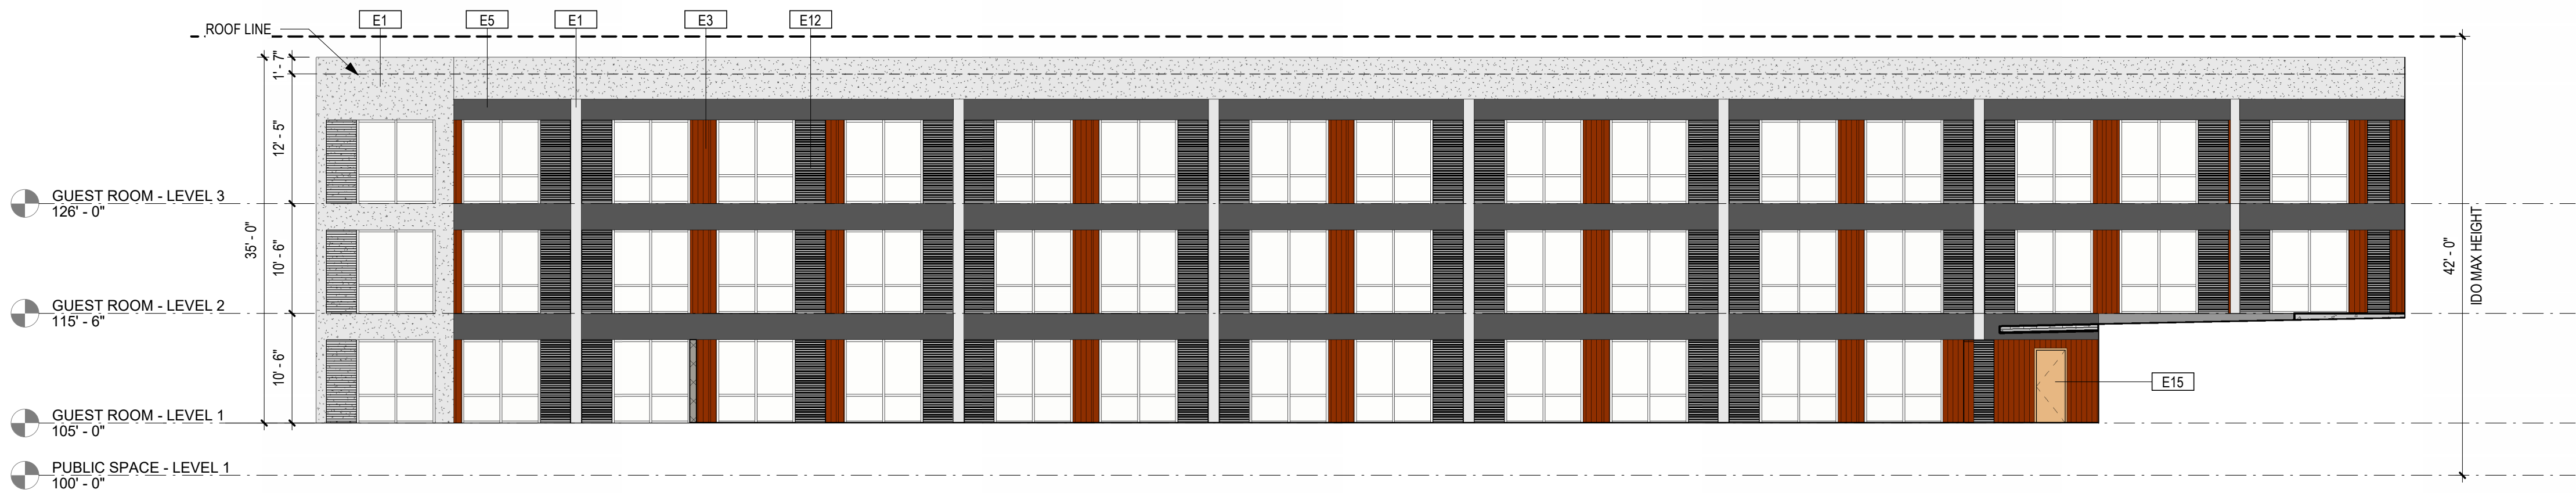 E1
E5
E1
E3
E12
ROOF LINE
1' - 7"
12' - 5"
GUEST ROOM - LEVEL 3
126' - 0"
35' - 0"
10' - 6"
42' - 0"
IDO MAX HEIGHT
GUEST ROOM - LEVEL 2
115' - 6"
10' - 6"
E15
GUEST ROOM - LEVEL 1
105' - 0"
PUBLIC SPACE - LEVEL 1
100' - 0"